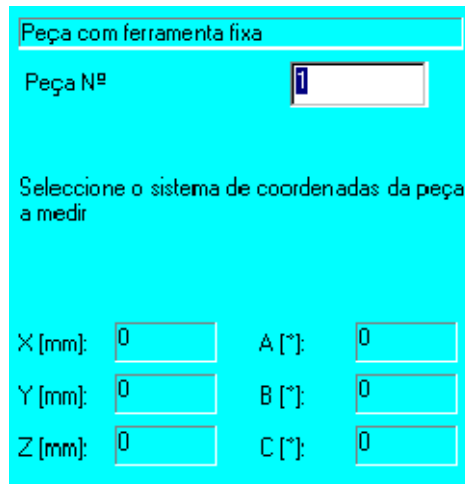 Peça com ferramenta fixa
Peça Nº 1
Seleccione o sistema de coordenadas da peça
a medir
X [mm]: 0 A [°]: 0
Y [mm]: 0 B [°]: 0
Z [mm]: 0 C [°]: 0